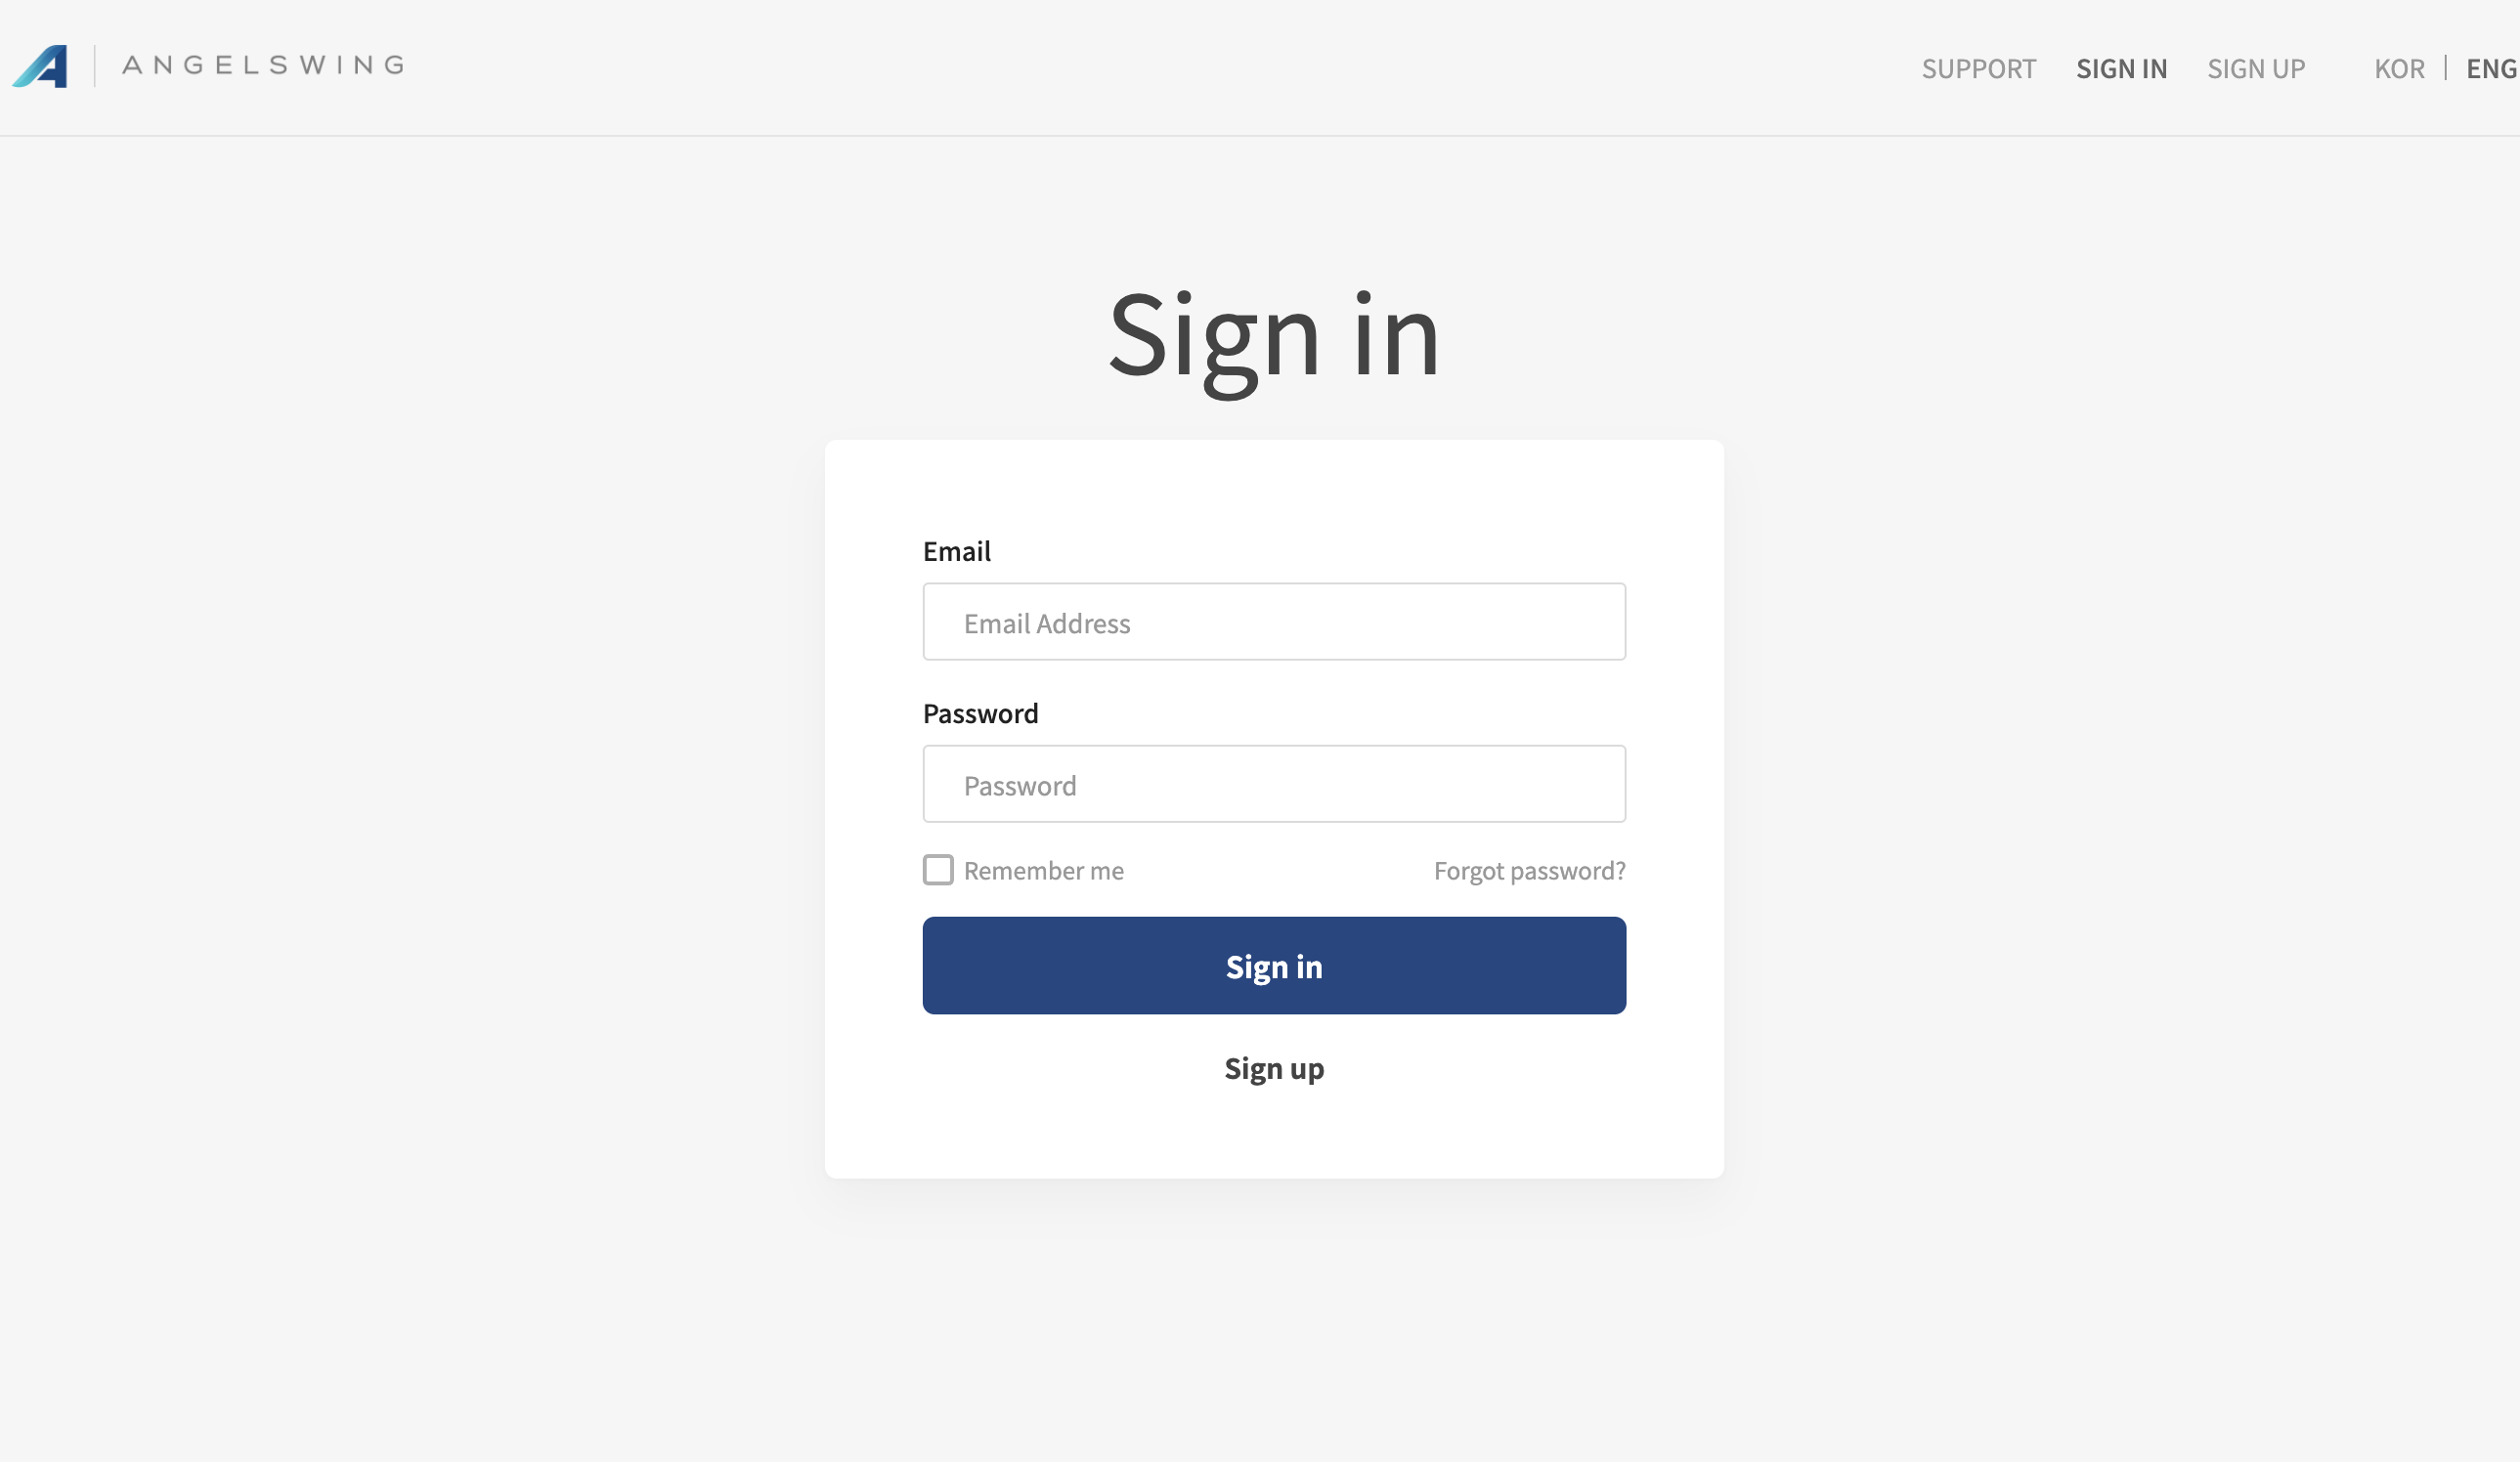 ANGELSWING
SUPPORT SIGN IN SIGN UP KOR | ENG
Sign in
Email
Email Address
Password
Password
Remember me Forgot password?
Sign in
Sign up